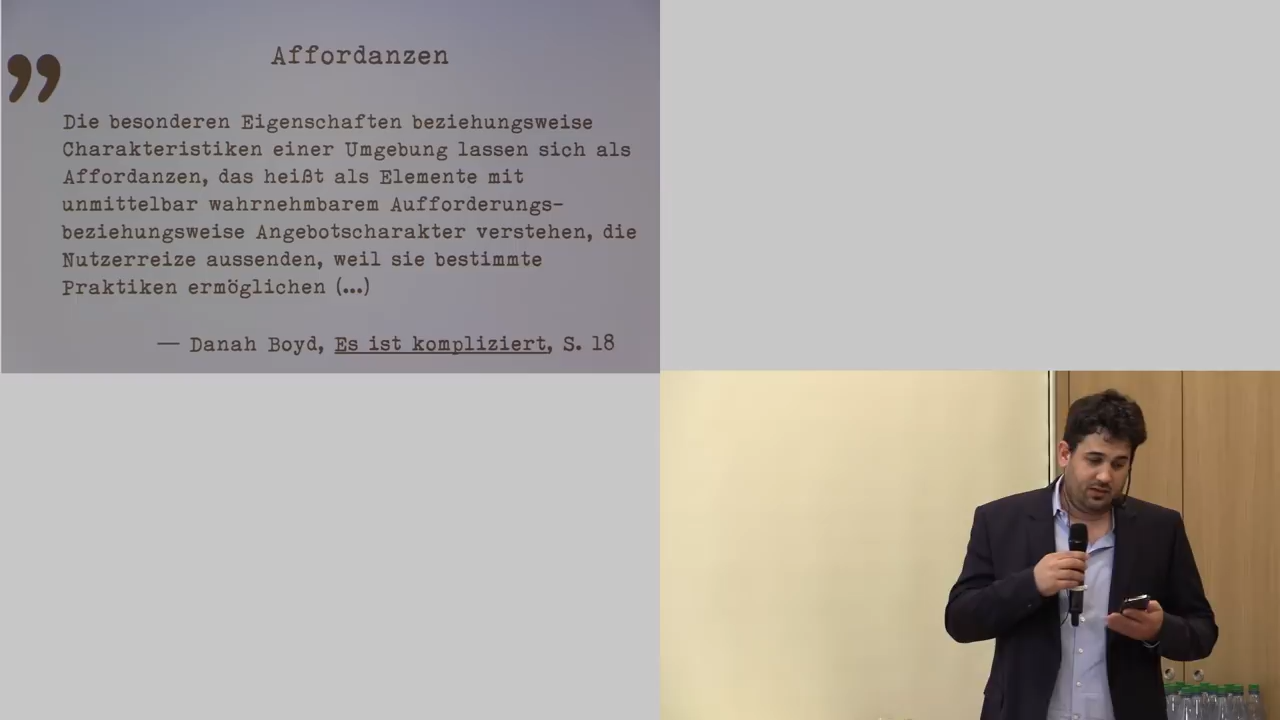 Affordanzen
”
Die besonderen Eigenschaften beziehungsweise
Charakteristiken einer Umgebung lassen sich als
Affordanzen, das heißt als Elemente mit
unmittelbar wahrnehmbarem Aufforderungs-
beziehungsweise Angebotscharakter verstehen, die
Nutzerreize aussenden, weil sie bestimmte
Praktiken ermöglichen (...)
— Danah Boyd, Es ist kompliziert, S. 18